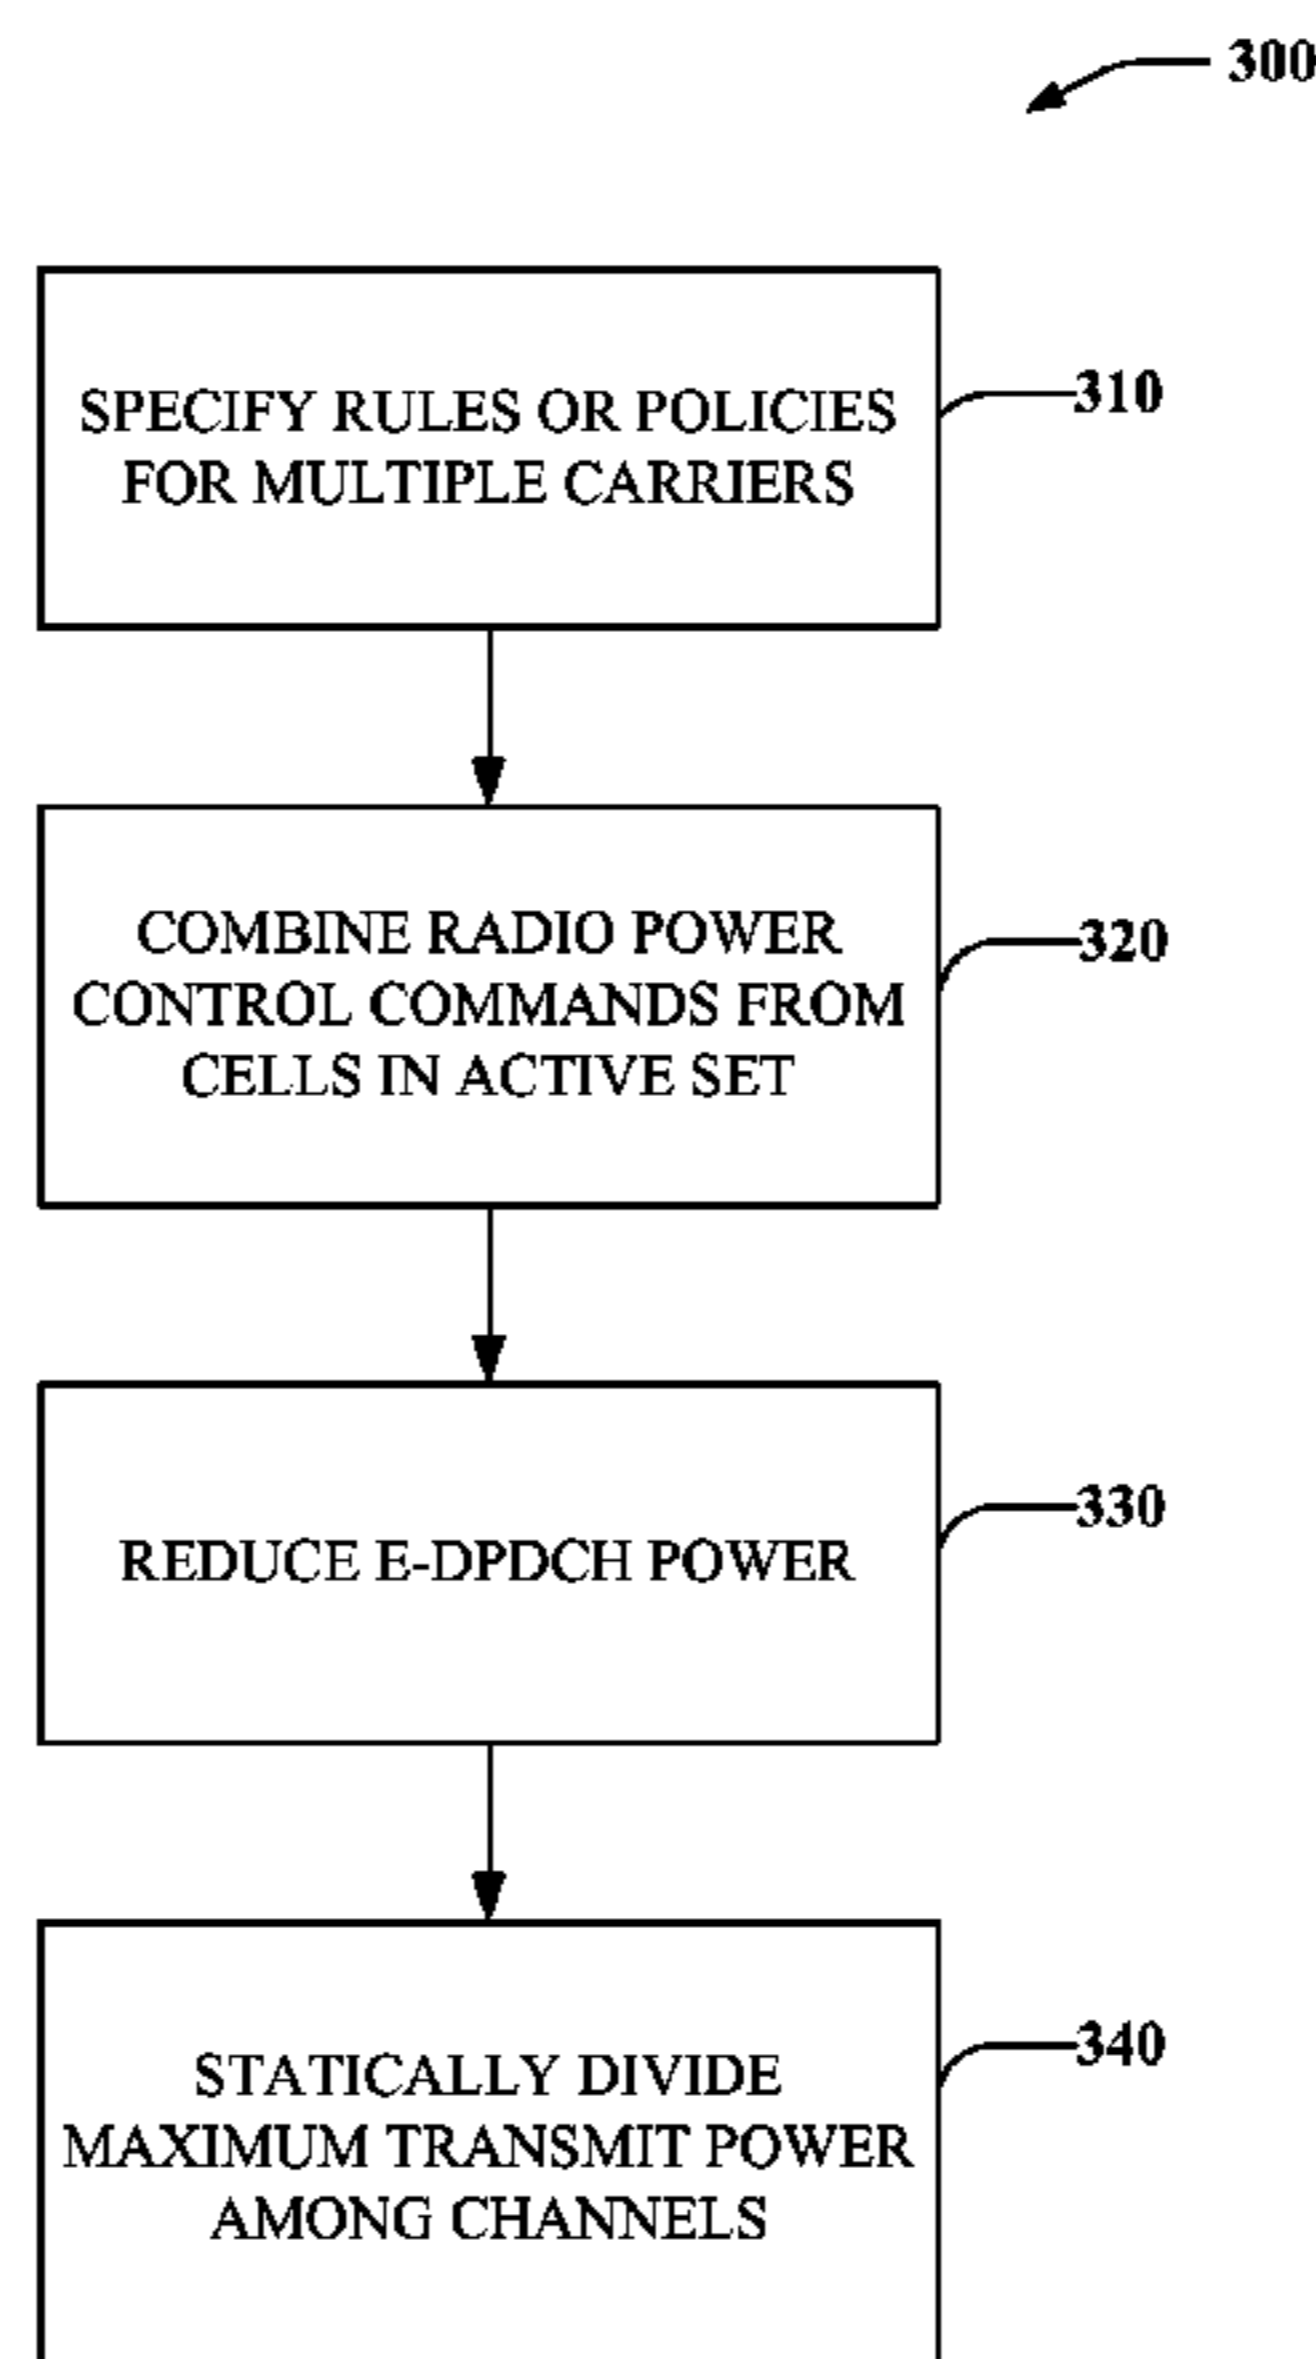 300
SPECIFY RULES OR POLICIES
FOR MULTIPLE CARRIERS
310
COMBINE RADIO POWER
CONTROL COMMANDS FROM
CELLS IN ACTIVE SET
320
REDUCE E-DPDCH POWER
330
STATICALLY DIVIDE
MAXIMUM TRANSMIT POWER
AMONG CHANNELS
340